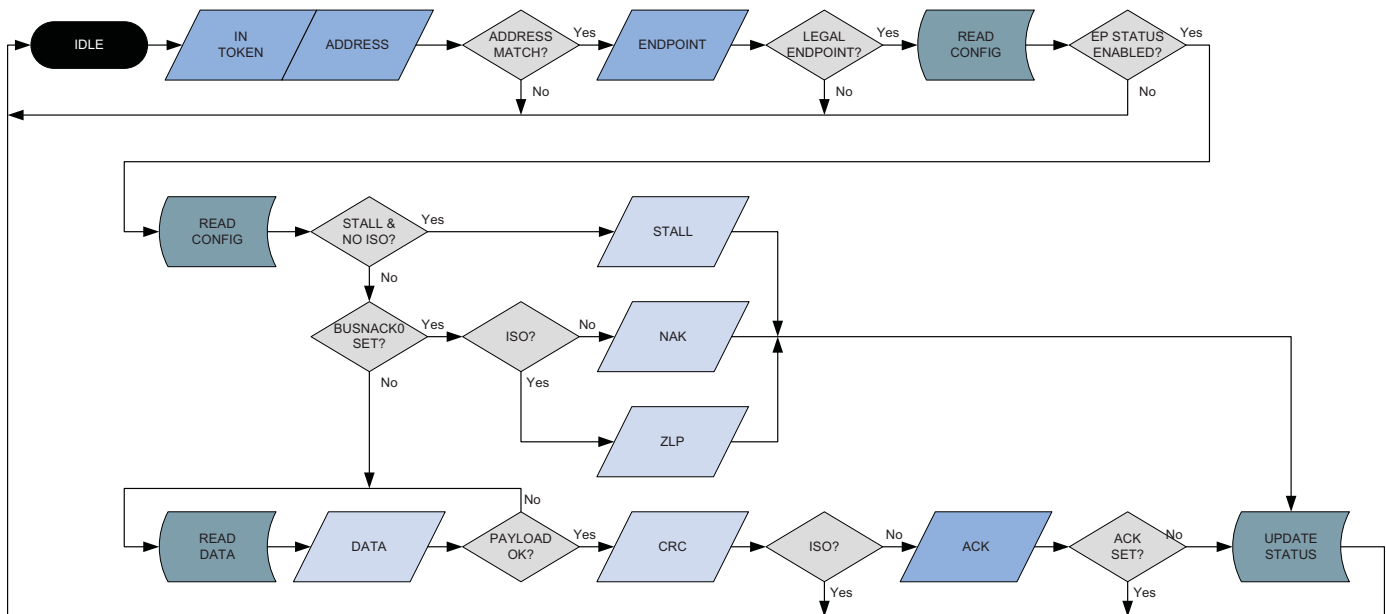 IDLE
IN
TOKEN
ADDRESS
ADDRESS
MATCH?
Yes
No
ENDPOINT
LEGAL
ENDPOINT?
Yes
No
READ
CONFIG
EP STATUS
ENABLED?
Yes
No
READ
CONFIG
STALL &
NO ISO?
Yes
No
STALL
BUSNACK0
SET?
Yes
No
ISO?
No
Yes
NAK
ZLP
READ
DATA
DATA
PAYLOAD
OK?
No
Yes
CRC
ISO?
No
Yes
ACK
ACK
SET?
No
Yes
UPDATE
STATUS